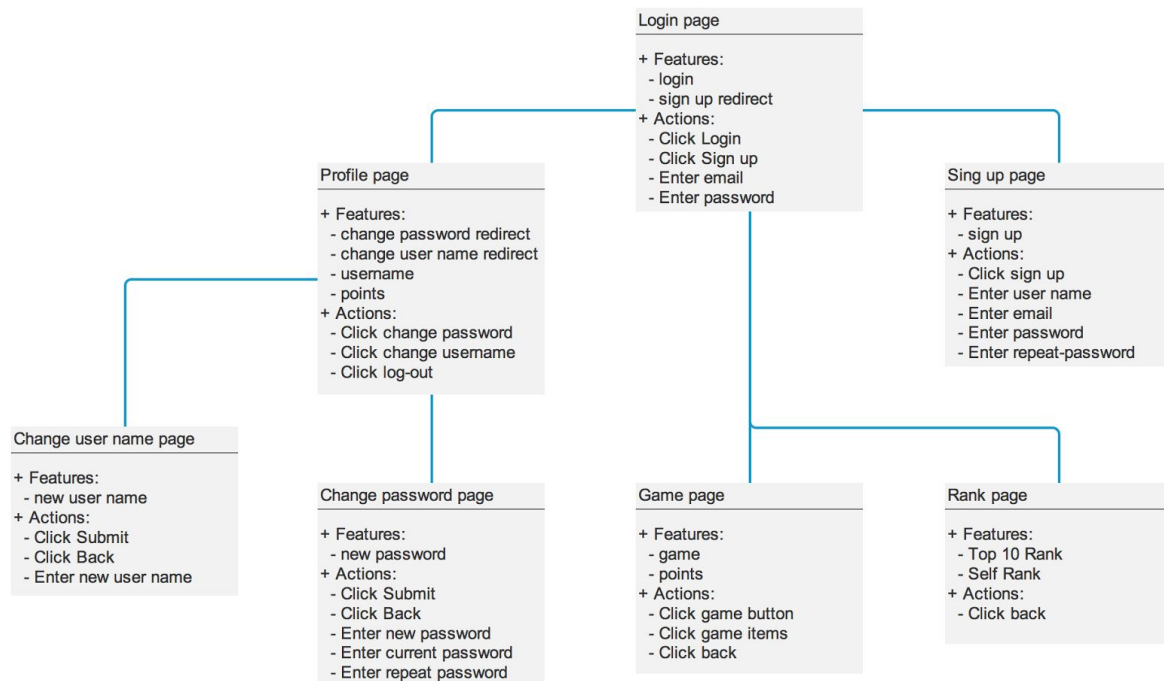 Login page
+ Features:
- login
- sign up redirect
+ Actions:
- Click Login
- Click Sign up
- Enter email
- Enter password
Profile page
+ Features:
- change password redirect
- change user name redirect
- username
- points
+ Actions:
- Click change password
- Click change username
- Click log-out
Sing up page
+ Features:
- sign up
+ Actions:
- Click sign up
- Enter user name
- Enter email
- Enter password
- Enter repeat-password
Change user name page
+ Features:
- new user name
+ Actions:
- Click Submit
- Click Back
- Enter new user name
Change password page
+ Features:
- new password
+ Actions:
- Click Submit
- Click Back
- Enter new password
- Enter current password
- Enter repeat password
Game page
+ Features:
- game
- points
+ Actions:
- Click game button
- Click game items
- Click back
Rank page
+ Features:
- Top 10 Rank
- Self Rank
+ Actions:
- Click back